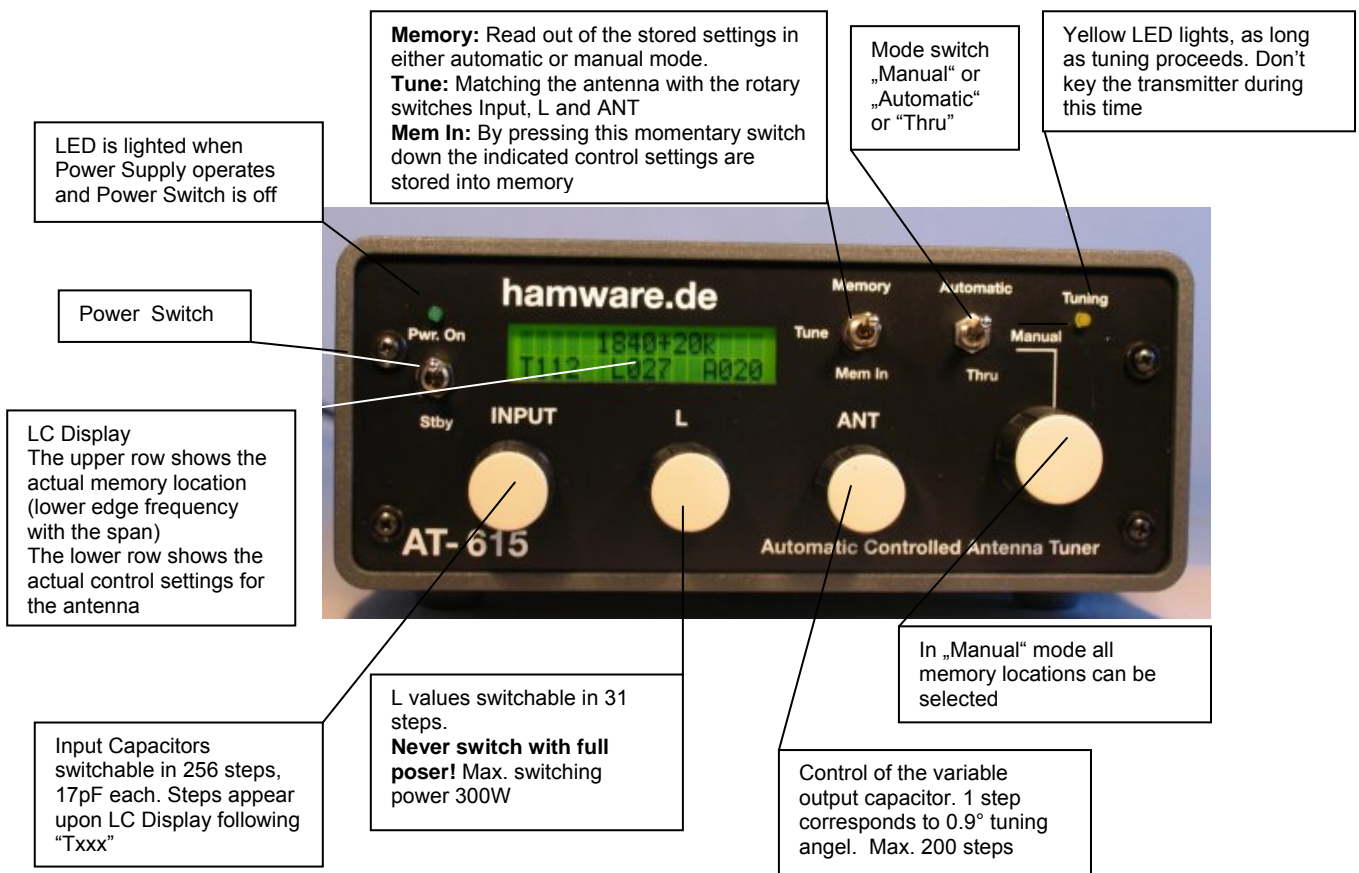 Memory: Read out of the stored settings in
either automatic or manual mode.
Tune: Matching the antenna with the rotary
switches Input, L and ANT
Mem In: By pressing this momentary switch
down the indicated control settings are
stored into memory
Mode switch
„Manual“ or
„Automatic“
or “Thru”
Yellow LED lights, as long
as tuning proceeds. Don’t
key the transmitter during
this time
LED is lighted when
Power Supply operates
and Power Switch is off
Power Switch
LC Display
The upper row shows the
actual memory location
(lower edge frequency
with the span)
The lower row shows the
actual control settings for
the antenna
hamware.de
Memory
Automatic
Tuning
Pwr. On
1840+20K
Tune
Manual
T112 L027 A020
Mem In
Thru
Stby
INPUT
L
ANT
AT-615
Automatic Controlled Antenna Tuner
Input Capacitors
switchable in 256 steps,
17pF each. Steps appear
upon LC Display following
“Txxx”
L values switchable in 31
steps.
Never switch with full
poser! Max. switching
power 300W
Control of the variable
output capacitor. 1 step
corresponds to 0.9° tuning
angel. Max. 200 steps
In „Manual“ mode all
memory locations can be
selected